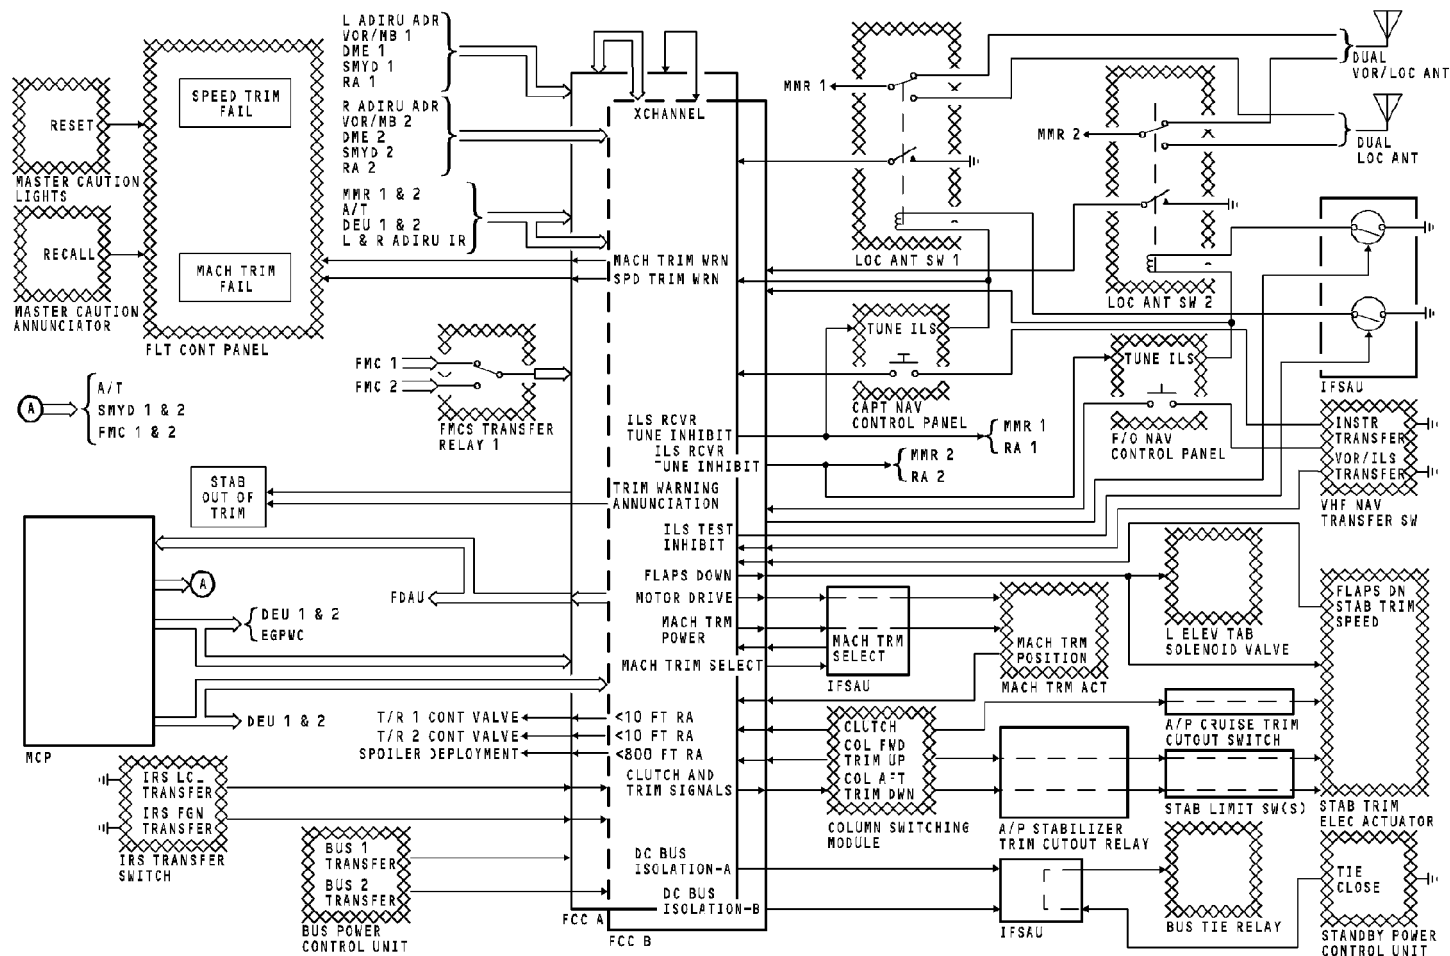 L ADIRU ADR
VOR/MB 1
DME 1
SMYD 1
RA 1
R ADIRU ADR
VOR/MB 2
DME 2
SMYD 2
RA 2
MMR 1 & 2
A/T
DEU 1 & 2
L & R ADIRU IR
RESET
MASTER CAUTION
LIGHTS
RECALL
MASTER CAUTION
ANNUNCIATOR
SPEED TRIM
FAIL
MACH TRIM
FAIL
FLT CONT PANEL
A
A/T
SMYD 1 & 2
FMC 1 & 2
FMC 1
FMC 2
FMCS TRANSFER
RELAY 1
STAB
OUT OF
TRIM
MCP
A
DEU 1 & 2
EGPWC
DEU 1 & 2
FDAU
T/R 1 CONT VALVE
T/R 2 CONT VALVE
SPOILER DEPLOYMENT
TRANSFER
TRANSFER
IRS TRANSFER
SWITCH
BUS 1
TRANSFER
BUS 2
TRANSFER
BUS POWER
CONTROL UNIT
XCHANNEL
MACH TRIM WRN
SPD TRIM WRN
ILS RCVR
TUNE INHIBIT
ILS RCVR
TUNE INHIBIT
TRIM WARNING
ANNUNCIATION
ILS TEST
INHIBIT
FLAPS DOWN
MOTOR DRIVE
MACH TRM
POWER
MACH TRIM SELECT
<10 FT RA
<10 FT RA
<800 FT RA
CLUTCH AND
TRIM SIGNALS
DC BUS
ISOLATION-A
DC BUS
ISOLATION-B
FCC A
FCC B
MMR 1
LOC ANT SW 1
MMR 2
LOC ANT SW 2
DUAL
VOR/LOC ANT
DUAL
LOC ANT
IFSAU
TUNE ILS
CAPT NAV
CONTROL PANEL
TUNE ILS
F/O NAV
CONTROL PANEL
MMR 1
RA 1
MMR 2
RA 2
INSTR
TRANSFER
VOR/ILS
TRANSFER
VHF NAV
TRANSFER SW
L ELEV TAB
SOLENOID VALVE
FLAPS DN
STAB TRIM
SPEED
STAB TRIM
ELEC ACTUATOR
MACH TRM
SELECT
IFSAU
MACH TRM
POSITION
MACH TRM ACT
CLUTCH
COL FWD
TRIM UP
COL AFT
TRIM DWN
COLUMN SWITCHING
MODULE
A/P STABILIZER
TRIM CUTOUT RELAY
A/P CRUISE TRIM
CUTOUT SWITCH
STAB LIMIT SW(S)
IFSAU
BUS TIE RELAY
TIE
CLOSE
STANDBY POWER
CONTROL UNIT